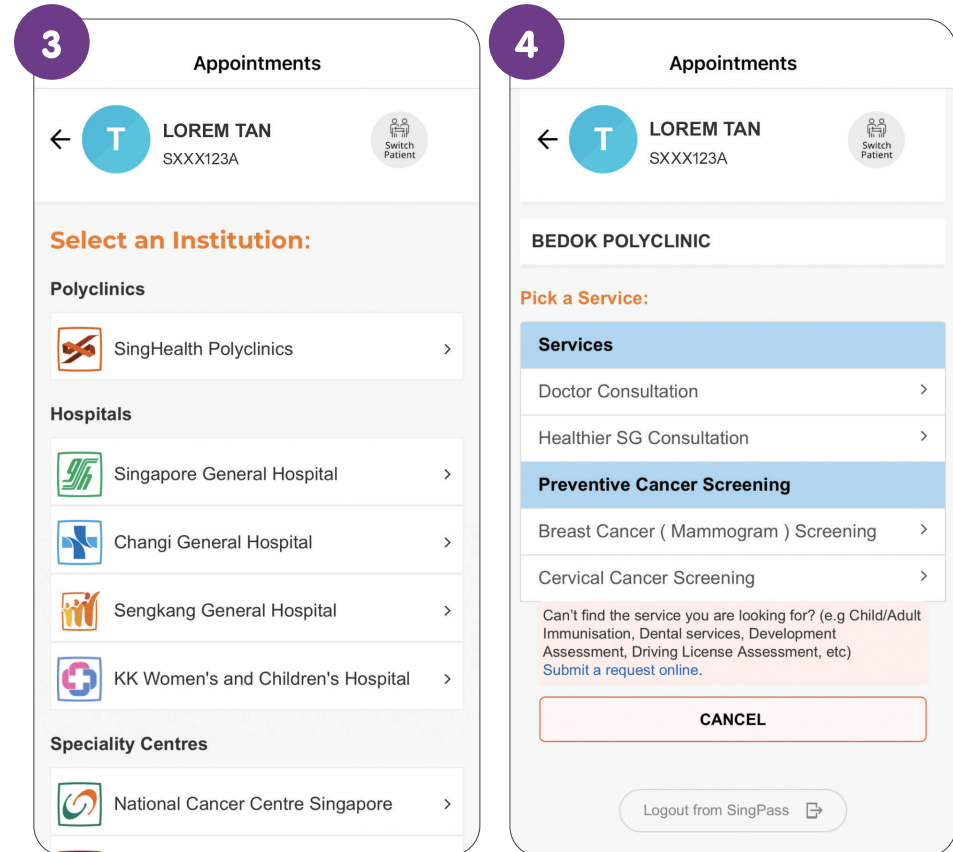 3
Appointments
T
LOREM TAN
SXXX123A
Switch
Patient
Select an Institution:
Polyclinics
SingHealth Polyclinics
Hospitals
Singapore General Hospital
Changi General Hospital
Sengkang General Hospital
KK Women's and Children's Hospital
Speciality Centres
National Cancer Centre Singapore
4
Appointments
T
LOREM TAN
SXXX123A
Switch
Patient
BEDOK POLYCLINIC
Pick a Service:
Services
Doctor Consultation
Healthier SG Consultation
Preventive Cancer Screening
Breast Cancer ( Mammogram ) Screening
Cervical Cancer Screening
Can't find the service you are looking for? (e.g Child/Adult
Immunisation, Dental services, Development
Assessment, Driving License Assessment, etc)
Submit a request online.
CANCEL
Logout from SingPass